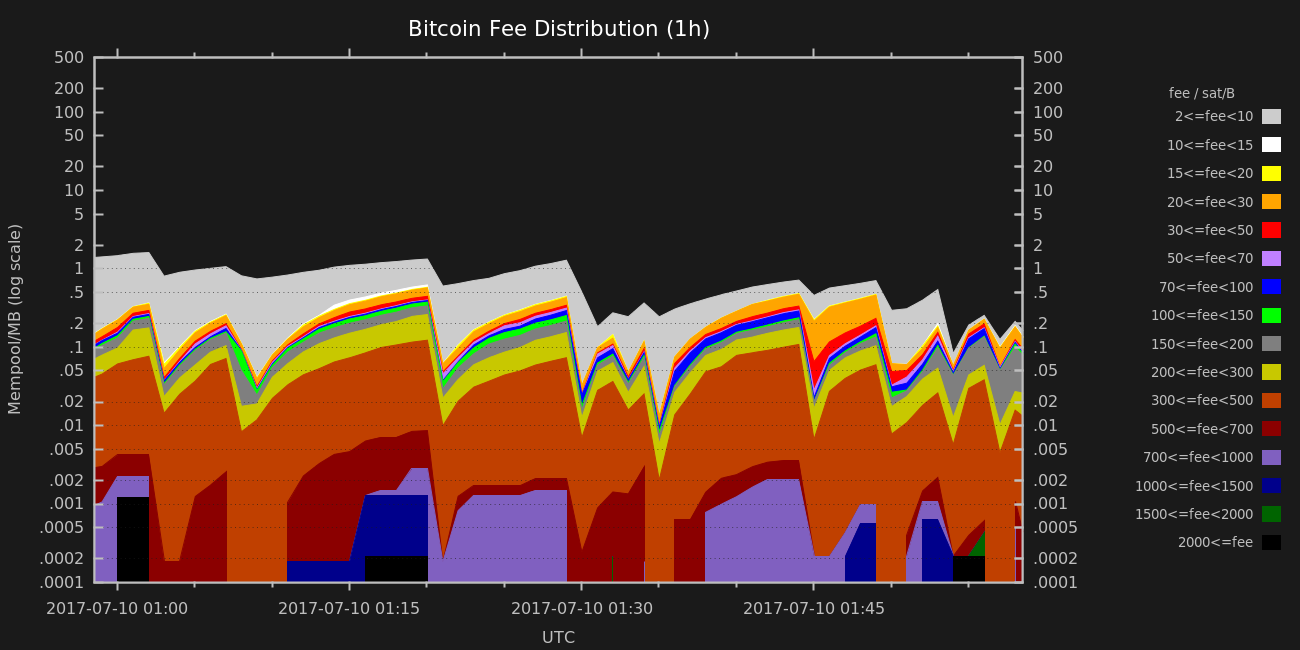 Bitcoin Fee Distribution (1h)
Mempool/MB (log scale)
500
200
100
50
20
10
5
2
1
.5
.2
.1
.05
.02
.01
.005
.002
.001
.0005
.0002
.0001
500
200
100
50
20
10
5
2
1
.5
.2
.1
.05
.02
.01
.005
.002
.001
.0005
.0002
.0001
2017-07-10 01:00
2017-07-10 01:15
2017-07-10 01:30
2017-07-10 01:45
UTC
fee / sat/B
2<=fee<10
10<=fee<15
15<=fee<20
20<=fee<30
30<=fee<50
50<=fee<70
70<=fee<100
100<=fee<150
150<=fee<200
200<=fee<300
300<=fee<500
500<=fee<700
700<=fee<1000
1000<=fee<1500
1500<=fee<2000
2000<=fee